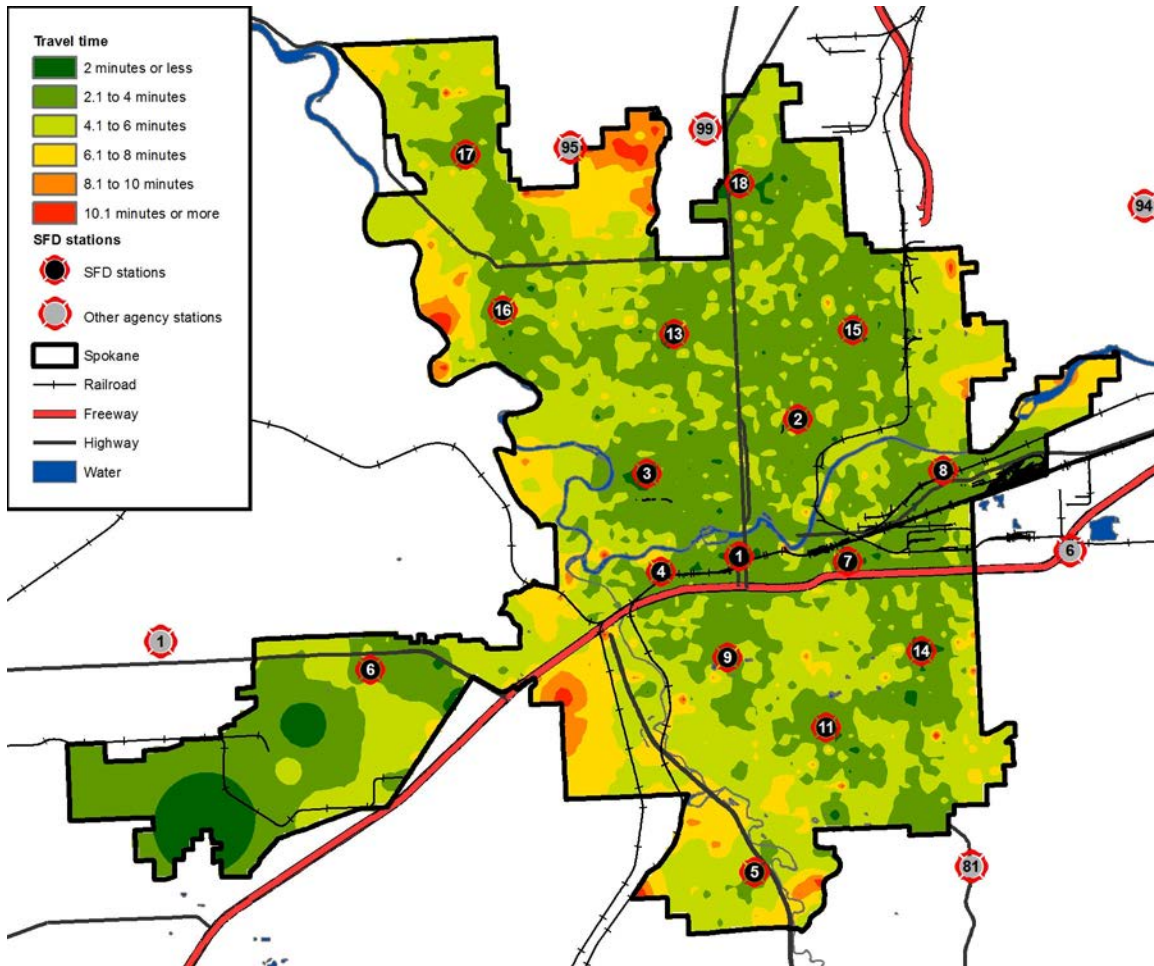 Travel time
2 minutes or less
2.1 to 4 minutes
4.1 to 6 minutes
6.1 to 8 minutes
8.1 to 10 minutes
10.1 minutes or more
SFD stations
SFD stations
Other agency stations
Spokane
Railroad
Freeway
Highway
Water
99
95
17
18
94
16
13
15
2
3
8
1
6
4
7
1
6
9
14
11
5
81